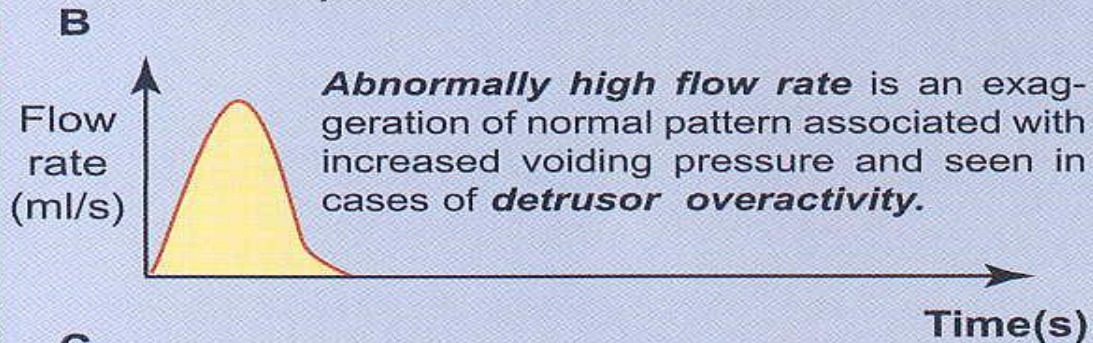 B
Abnormally high flow rate is an exag-
geration of normal pattern associated with
increased voiding pressure and seen in
cases of detrusor overactivity.
Flow
rate
(ml/s)
Time(s)